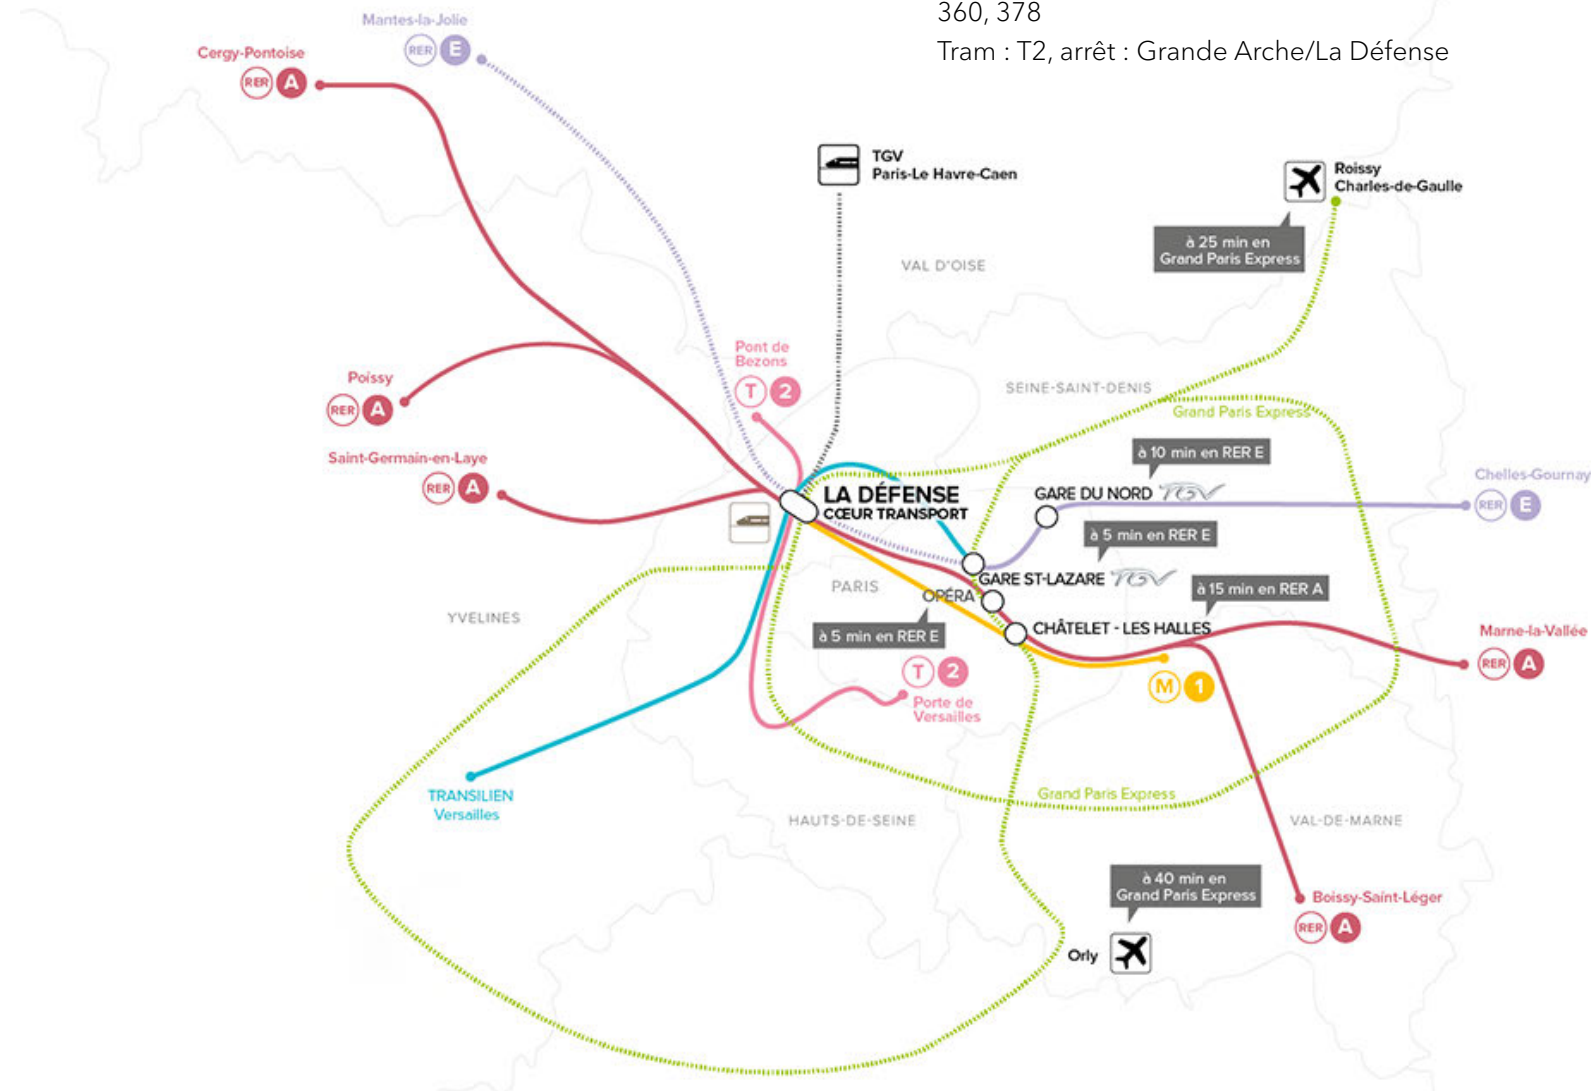 360, 378
Tram : T2, arrêt : Grande Arche/La Défense
Mantes-la-Jolie
RER E
Cergy-Pontoise
RER A
TGV
Paris-Le Havre-Caen
Roissy
Charles-de-Gaulle
à 25 min en
Grand Paris Express
VAL D'OISE
Pont de
Bezons
T 2
Poissy
RER A
SEINE-SAINT-DENIS
Grand Paris Express
Saint-Germain-en-Laye
RER A
à 10 min en RER E
Chelles-Gournay
RER E
LA DÉFENSE
CŒUR TRANSPORT
GARE DU NORD TGV
à 5 min en RER E
GARE ST-LAZARE TGV
PARIS
OPÉRA
à 15 min en RER A
YVELINES
à 5 min en RER E
CHÂTELET - LES HALLES
Marne-la-Vallée
RER A
T 2
Porte de
Versailles
M 1
TRANSILIEN
Versailles
Grand Paris Express
HAUTS-DE-SEINE
VAL-DE-MARNE
à 40 min en
Grand Paris Express
Boissy-Saint-Léger
RER A
Orly